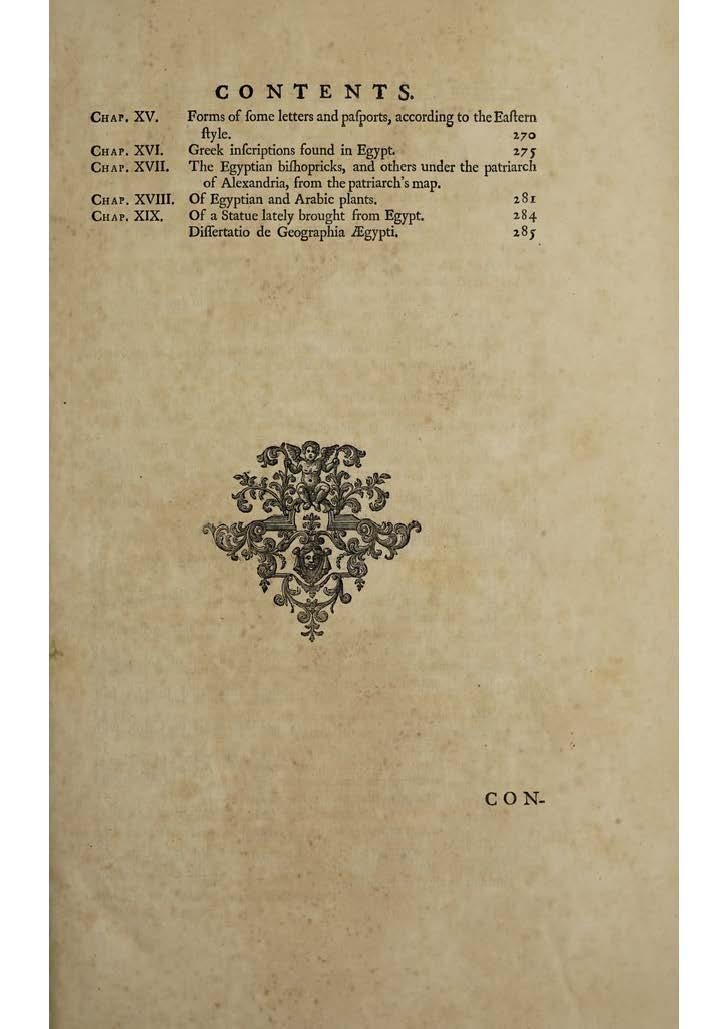 CONTENTS.
CHAP. XV. Forms of ſome letters and paſports, according to the Eaſtern
ſtyle. 270
CHAP. XVI. Greek inſcriptions found in Egypt. 275
CHAP. XVII. The Egyptian biſhopricks, and others under the patriarch
of Alexandria, from the patriarch's map.
CHAP. XVIII. Of Egyptian and Arabic plants. 281
CHAP. XIX. Of a Statue lately brought from Egypt. 284
Diſſertatio de Geographia Ægypti. 285
CON-